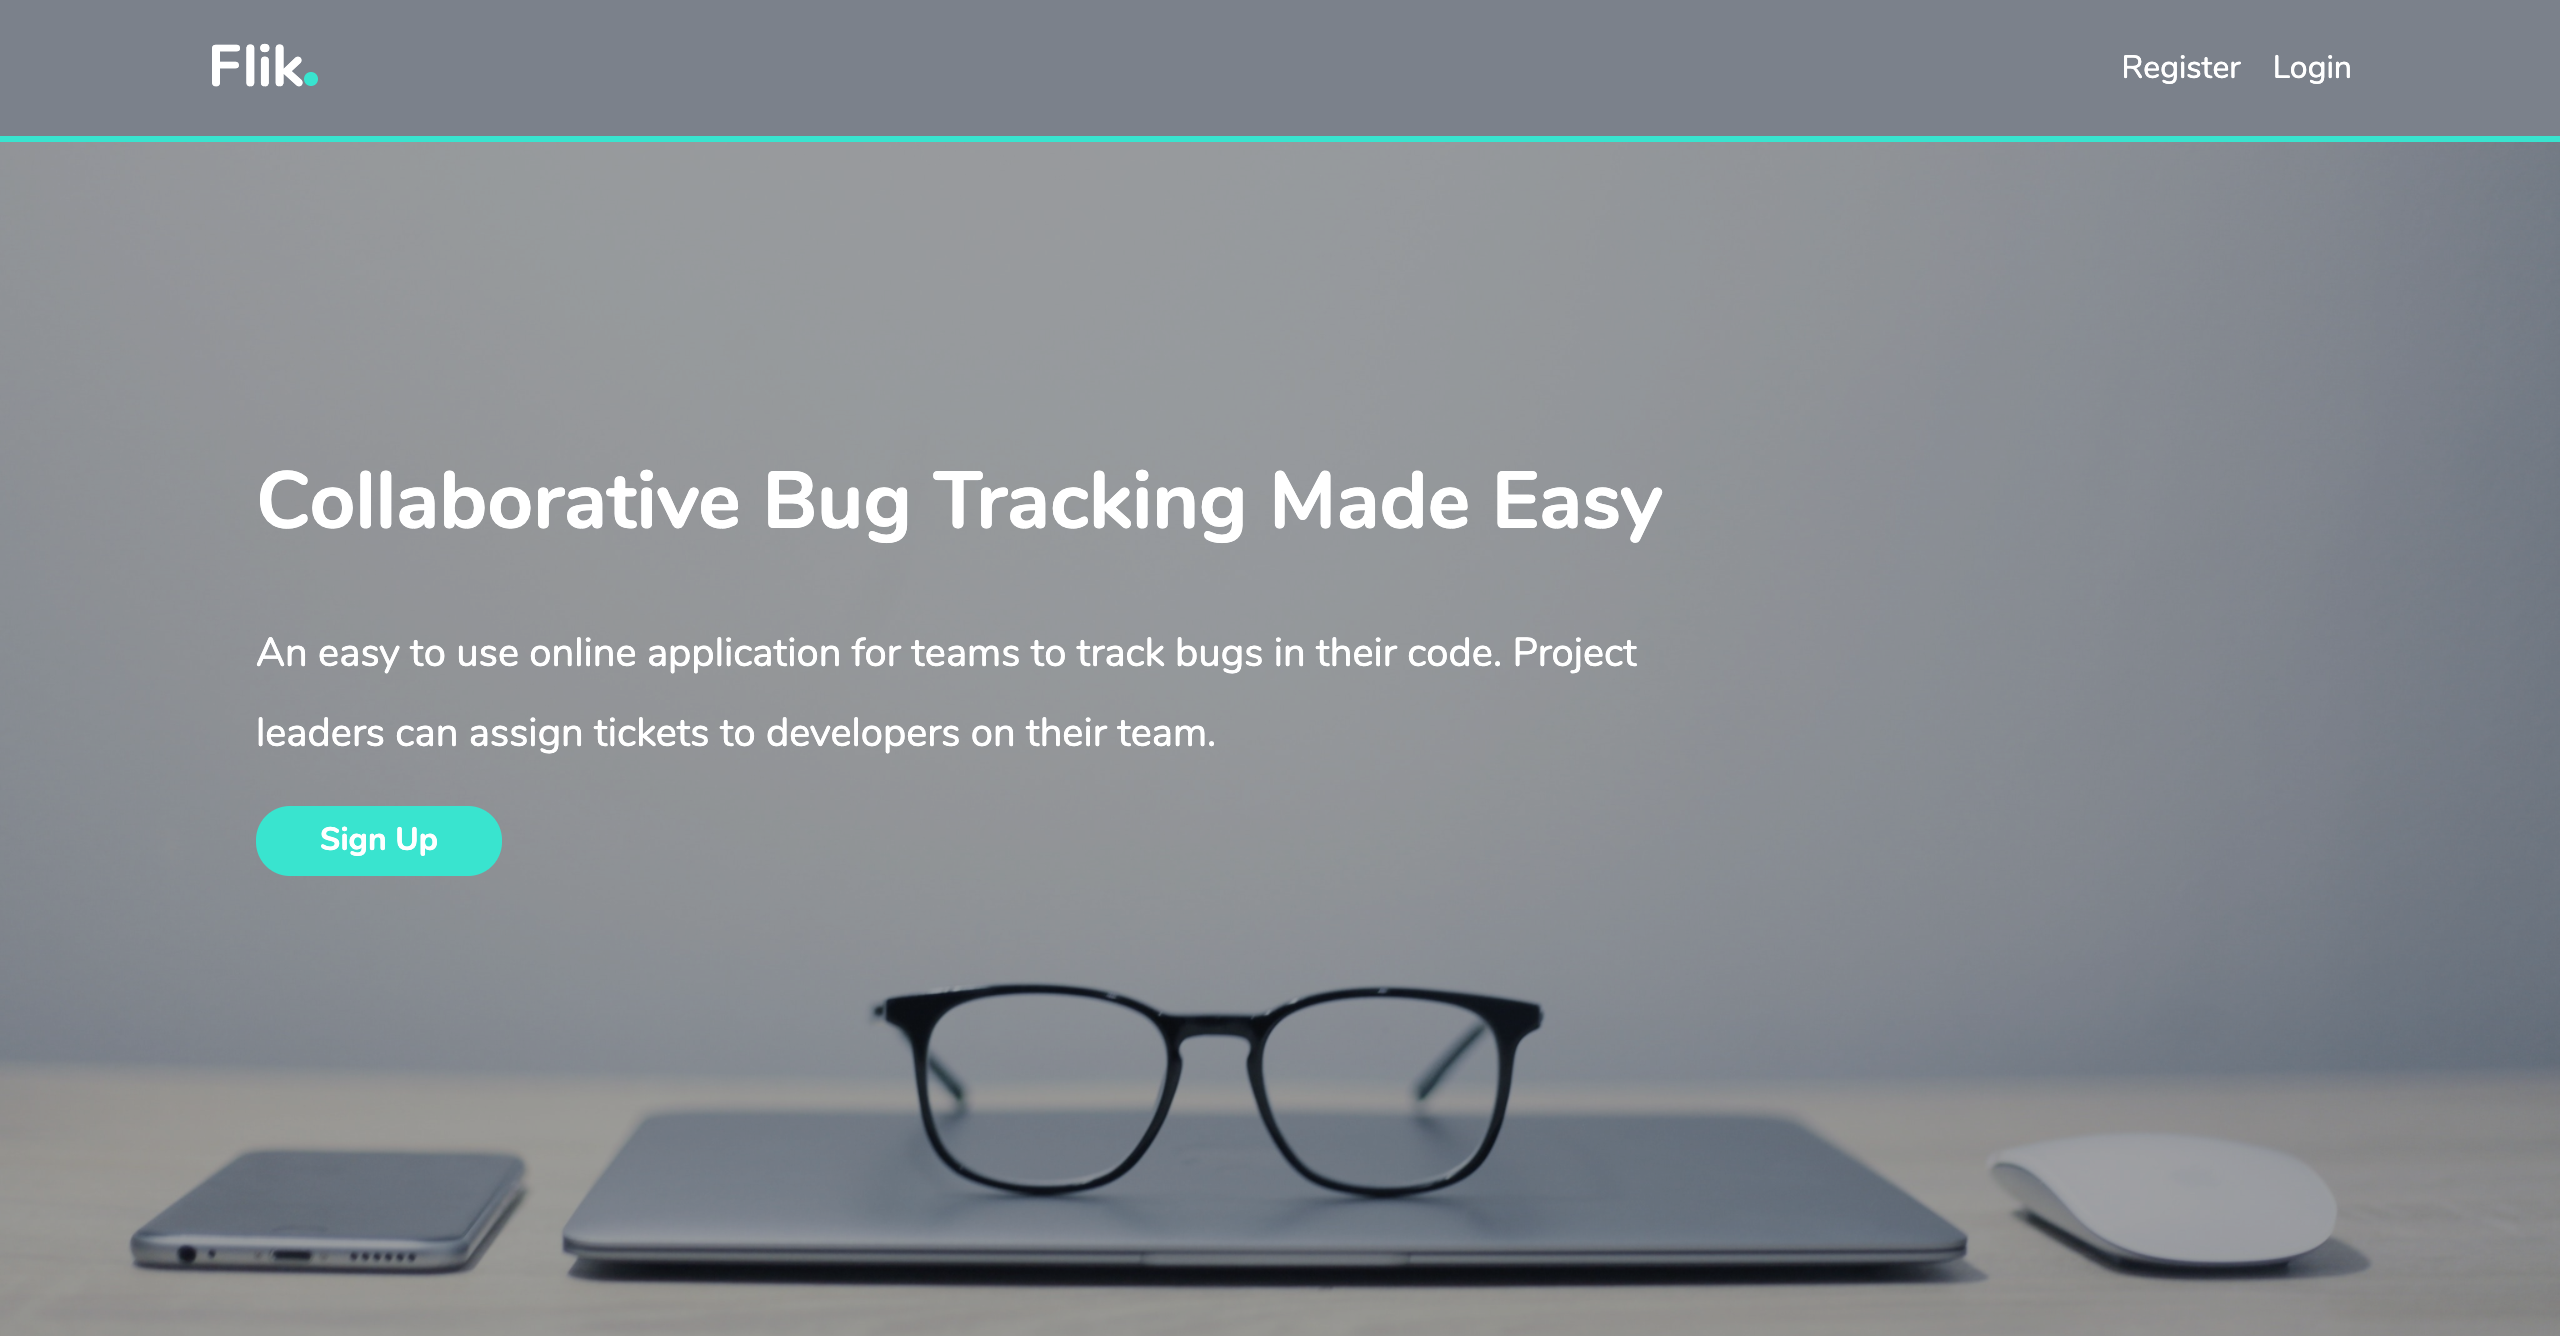 Flik.
Register Login
Collaborative Bug Tracking Made Easy
An easy to use online application for teams to track bugs in their code. Project
leaders can assign tickets to developers on their team.
Sign Up